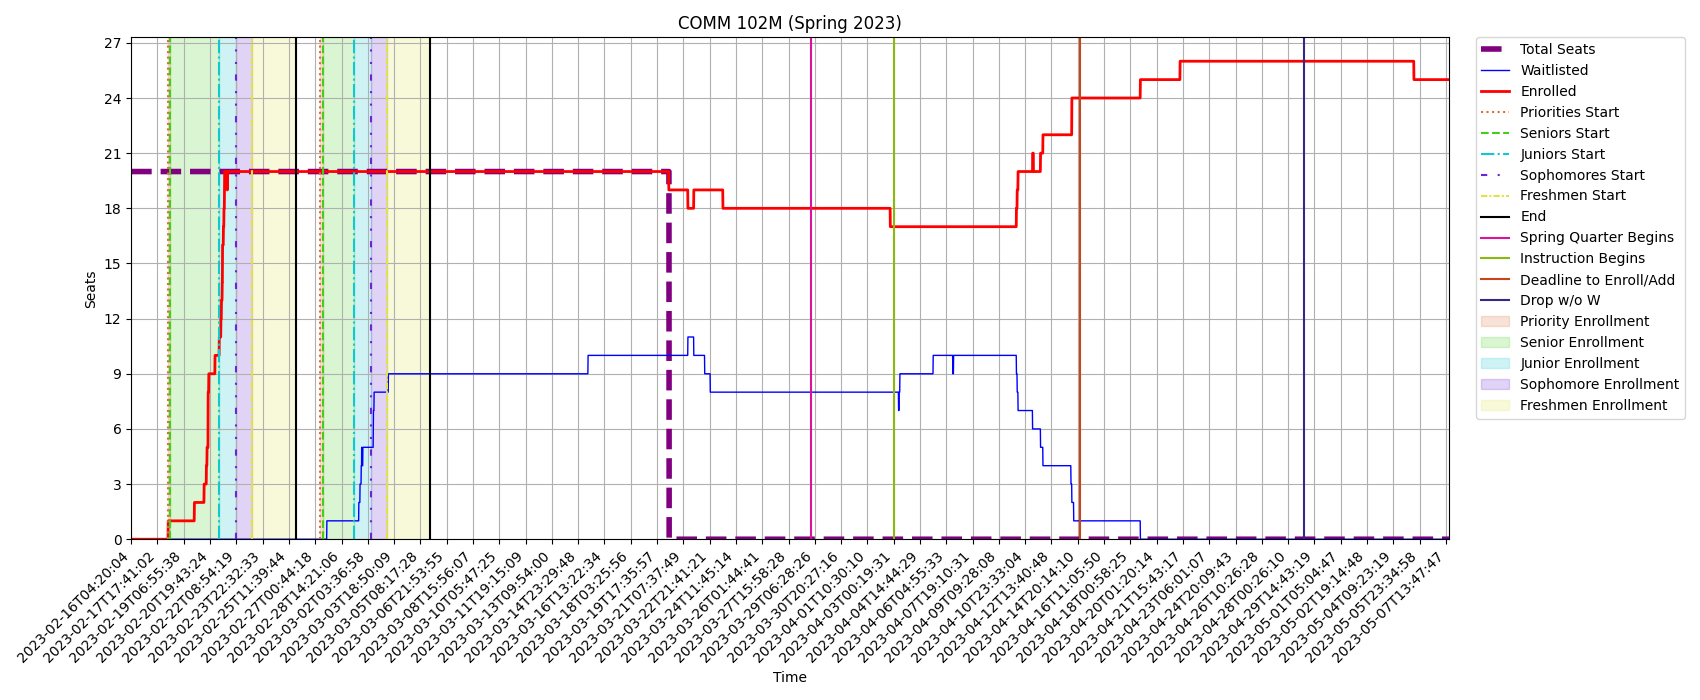 COMM 102M (Spring 2023)
Seats
27
24
21
18
15
12
9
6
3
0
2023-02-16T04:20:04
2023-02-17T17:41:02
2023-02-19T06:55:38
2023-02-20T19:43:24
2023-02-22T08:54:19
2023-02-23T22:32:33
2023-02-25T11:39:44
2023-02-27T00:44:18
2023-02-28T14:21:06
2023-03-02T03:36:58
2023-03-03T18:50:09
2023-03-05T08:17:28
2023-03-06T21:53:55
2023-03-08T15:56:07
2023-03-10T05:47:25
2023-03-11T19:15:09
2023-03-13T09:54:00
2023-03-14T23:29:48
2023-03-16T13:22:34
2023-03-18T03:25:56
2023-03-19T17:35:57
2023-03-21T07:37:49
2023-03-22T21:41:21
2023-03-24T11:45:14
2023-03-26T01:44:41
2023-03-27T15:58:28
2023-03-29T06:28:26
2023-03-30T20:27:16
2023-04-01T10:30:10
2023-04-03T00:19:31
2023-04-04T14:44:29
2023-04-06T04:55:33
2023-04-07T19:10:31
2023-04-09T09:28:08
2023-04-10T23:33:04
2023-04-12T13:40:48
2023-04-14T20:14:10
2023-04-16T11:05:50
2023-04-18T00:58:25
2023-04-20T01:20:14
2023-04-21T15:43:17
2023-04-23T06:01:07
2023-04-24T20:09:43
2023-04-26T10:26:28
2023-04-28T00:26:10
2023-04-29T14:43:19
2023-05-01T05:04:47
2023-05-02T19:14:48
2023-05-04T09:23:19
2023-05-05T23:34:58
2023-05-07T13:47:47
Time
Total Seats
Waitlisted
Enrolled
Priorities Start
Seniors Start
Juniors Start
Sophomores Start
Freshmen Start
End
Spring Quarter Begins
Instruction Begins
Deadline to Enroll/Add
Drop w/o W
Priority Enrollment
Senior Enrollment
Junior Enrollment
Sophomore Enrollment
Freshmen Enrollment